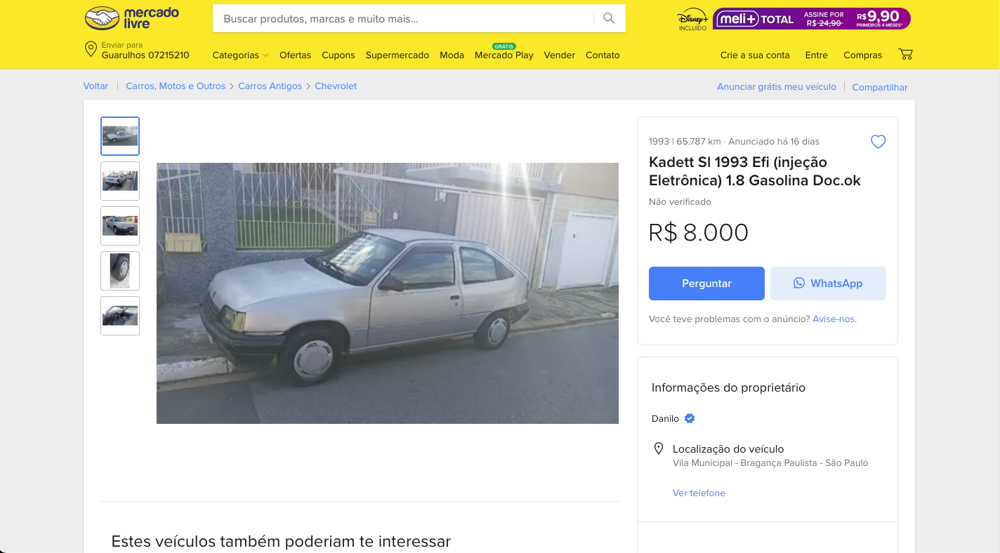 mercado
livre
Buscar produtos, marcas e muito mais...
Disney+
INCLUÍDO
meli+ TOTAL
ASSINE POR
R$ 24,90
R$9,90
PRIMEIROS 4 MESES*
Enviar para
Guarulhos 07215210
Categorias
Ofertas
Cupons
Supermercado
Moda
GRÁTIS
Mercado Play
Vender
Contato
Crie a sua conta
Entre
Compras
Voltar
Carros, Motos e Outros
Carros Antigos
Chevrolet
Anunciar grátis meu veículo
Compartilhar
1993 | 65.787 km · Anunciado há 16 dias
Kadett Sl 1993 Efi (injeção
Eletrônica) 1.8 Gasolina Doc.ok
Não verificado
R$ 8.000
Perguntar
WhatsApp
Você teve problemas com o anúncio? Avise-nos.
Informações do proprietário
Danilo
Localização do veículo
Vila Municipal - Bragança Paulista - São Paulo
Ver telefone
Estes veículos também poderiam te interessar